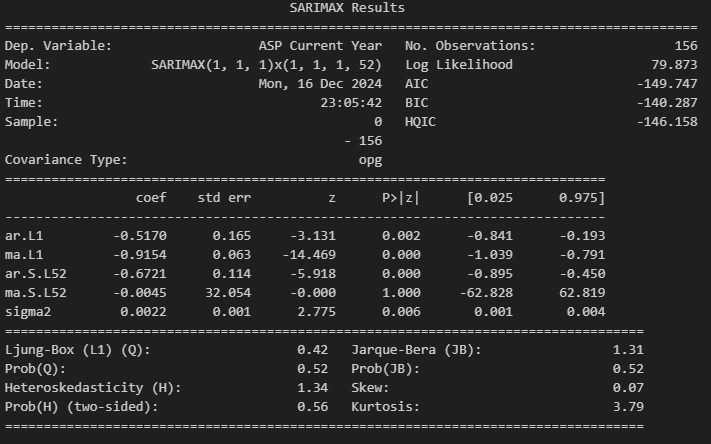 SARIMAX Results
==============================================================================
Dep. Variable: ASP Current Year No. Observations: 156
Model: SARIMAX(1, 1, 1)x(1, 1, 1, 52) Log Likelihood 79.873
Date: Mon, 16 Dec 2024 AIC -149.747
Time: 23:05:42 BIC -140.287
Sample: 0 HQIC -146.158
- 156
Covariance Type: opg
==============================================================================
coef std err z P>|z| [0.025 0.975]
------------------------------------------------------------------------------
ar.L1 -0.5170 0.165 -3.131 0.002 -0.841 -0.193
ma.L1 -0.9154 0.063 -14.469 0.000 -1.039 -0.791
ar.S.L52 -0.6721 0.114 -5.918 0.000 -0.895 -0.450
ma.S.L52 -0.0045 32.054 -0.000 1.000 -62.828 62.819
sigma2 0.0022 0.001 2.775 0.006 0.001 0.004
==============================================================================
Ljung-Box (L1) (Q): 0.42 Jarque-Bera (JB): 1.31
Prob(Q): 0.52 Prob(JB): 0.52
Heteroskedasticity (H): 1.34 Skew: 0.07
Prob(H) (two-sided): 0.56 Kurtosis: 3.79
==============================================================================